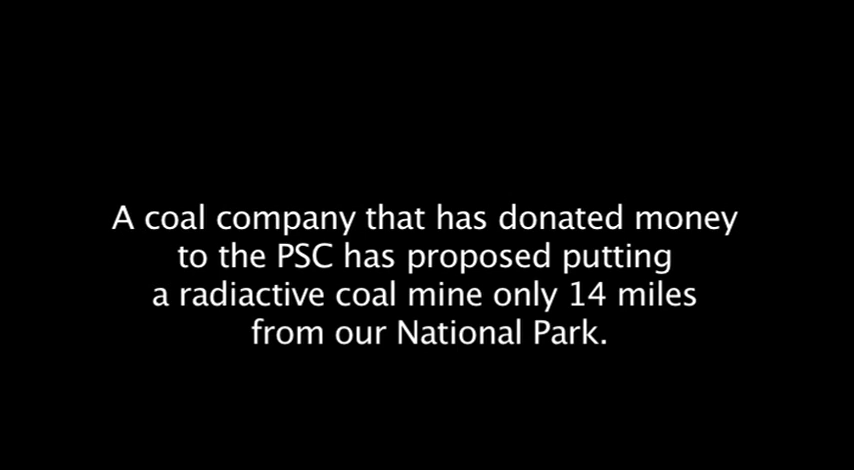 A coal company that has donated money
to the PSC has proposed putting
a radiactive coal mine only 14 miles
from our National Park.